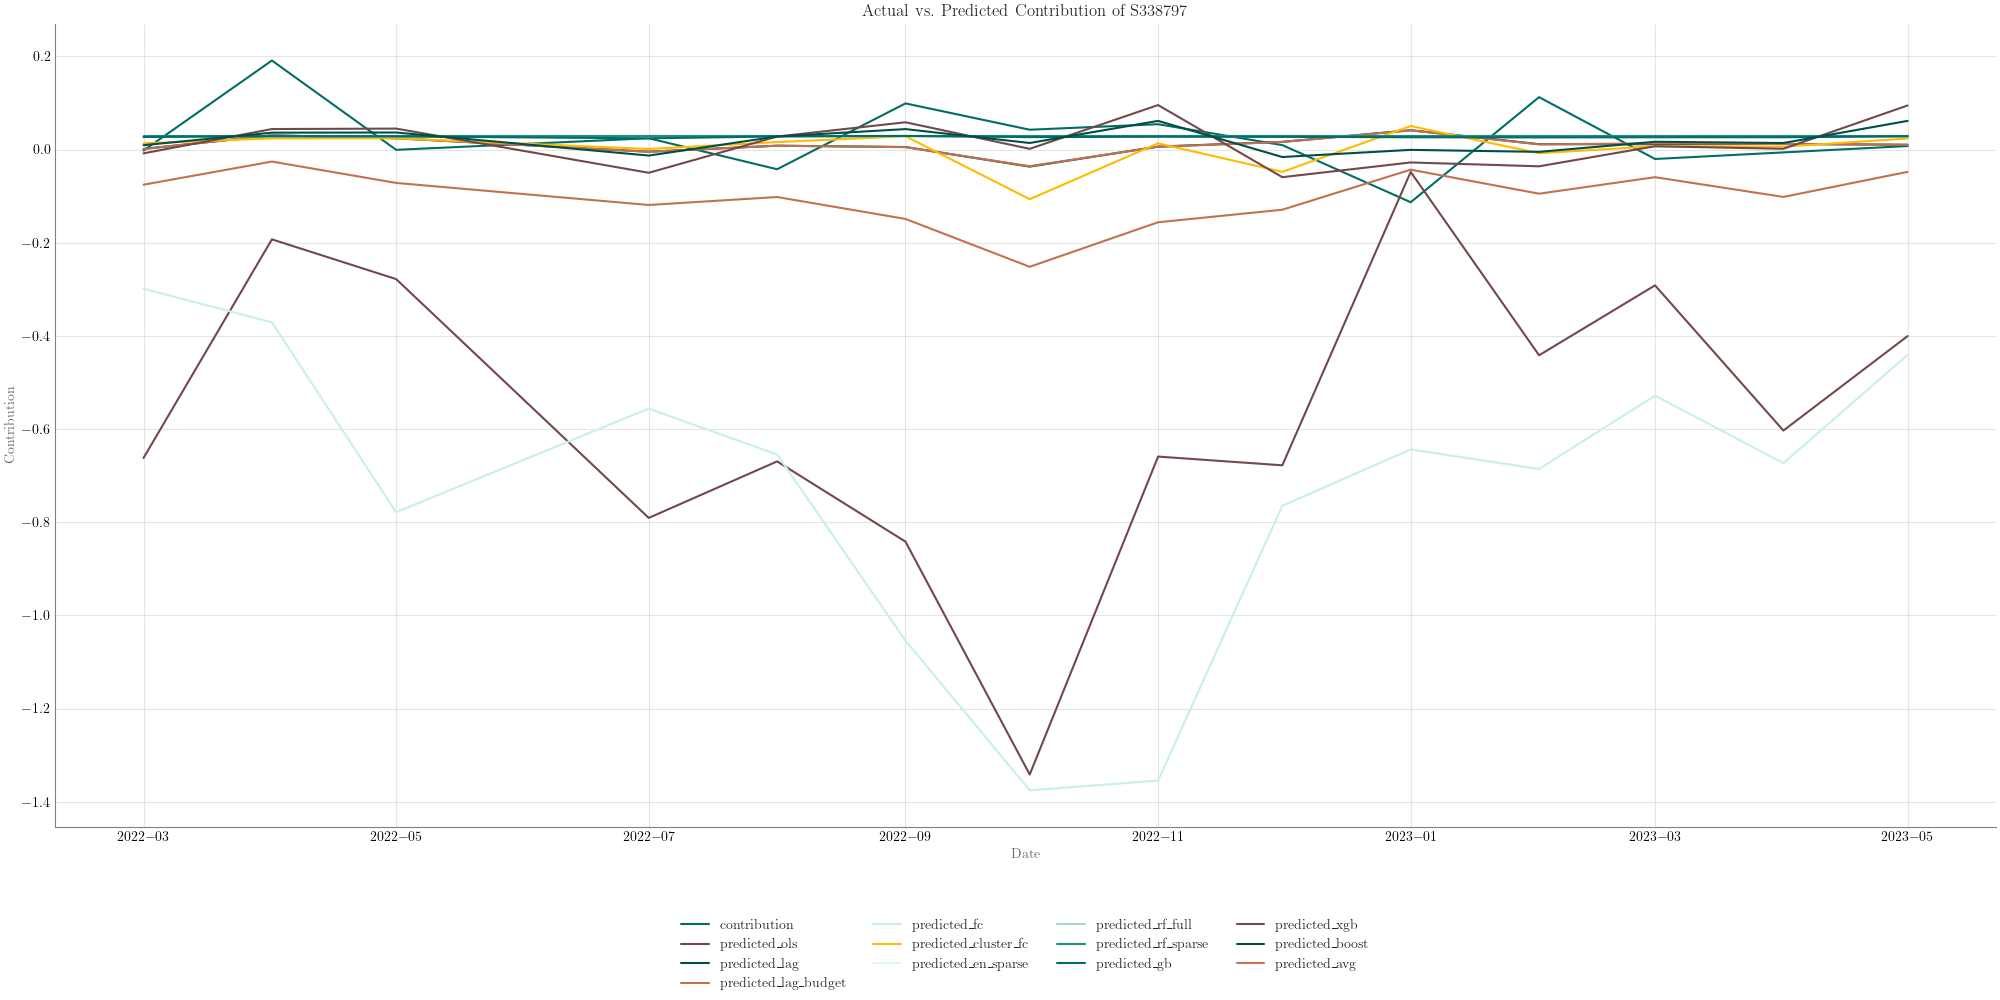 Actual vs. Predicted Contribution of S338797
0.2
0.0
−0.2
−0.4
−0.6
−0.8
−1.0
−1.2
−1.4
Contribution
2022−03 2022−05 2022−07 2022−09 2022−11 2023−01 2023−03 2023−05
Date
contribution predicted_fc predicted_rf_full predicted_xgb
predicted_ols predicted_cluster_fc predicted_rf_sparse predicted_boost
predicted_lag predicted_en_sparse predicted_gb predicted_avg
predicted_lag_budget